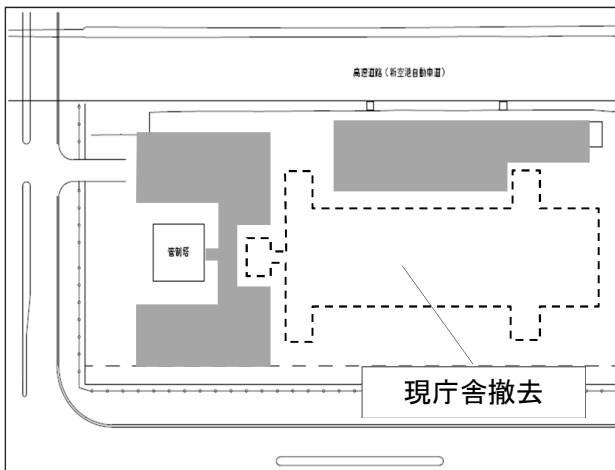 高速道路（新空港自動車道）
管制塔
現庁舎撤去